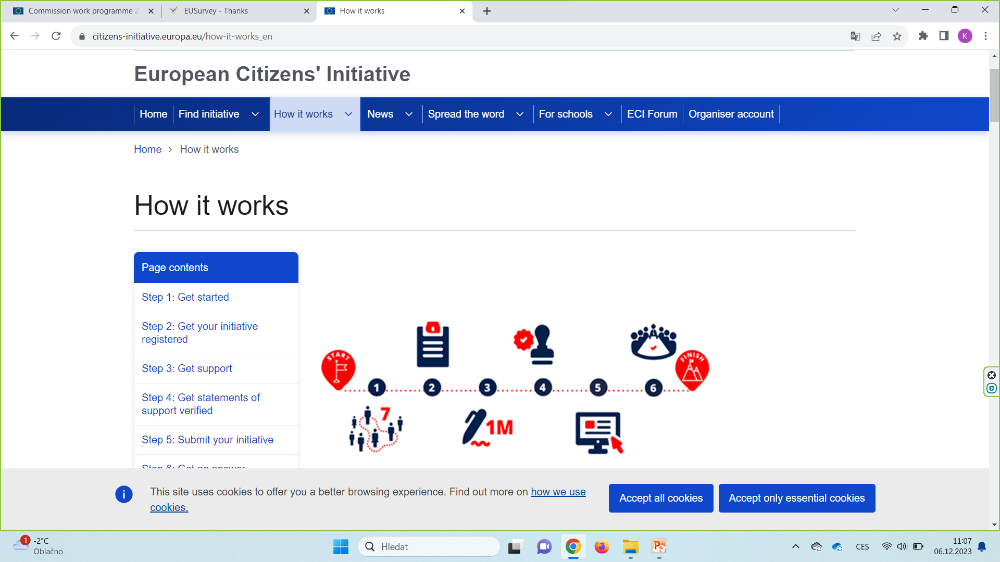 Commission work programme 2
EUSurvey - Thanks
How it works
citizens-initiative.europa.eu/how-it-works_en
K
European Citizens' Initiative
Home
Find initiative
How it works
News
Spread the word
For schools
ECI Forum
Organiser account
Home > How it works
How it works
Page contents
Step 1: Get started
Step 2: Get your initiative
registered
Step 3: Get support
Step 4: Get statements of
support verified
Step 5: Submit your initiative
Step 6: Get an answer
START
1
2
3
4
5
6
FINISH
7
1M
This site uses cookies to offer you a better browsing experience. Find out more on how we use
cookies.
Accept all cookies
Accept only essential cookies
1
-2°C
Oblačno
Hledat
CES
11:07
06.12.2023